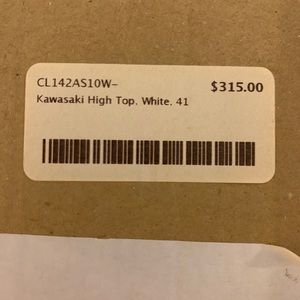 CL142AS10W-
$315.00
Kawasaki High Top, White, 41